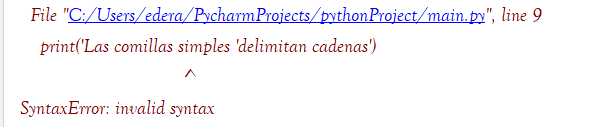 File "C:/Users/edera/PycharmProjects/pythonProject/main.py", line 9
print('Las comillas simples 'delimitan cadenas')
^
SyntaxError: invalid syntax